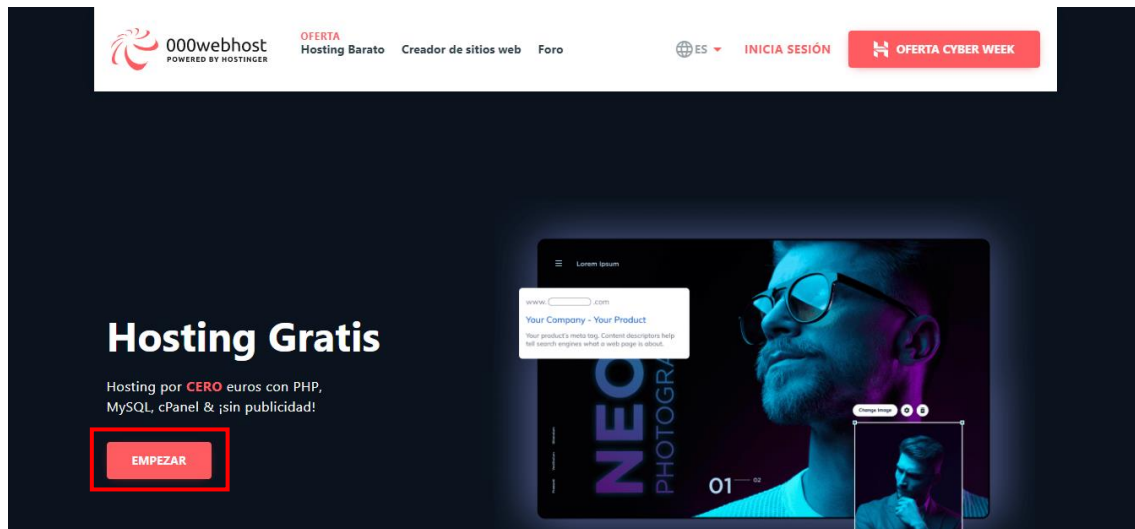 000webhost
POWERED BY HOSTINGER
OFERTA
Hosting Barato
Creador de sitios web
Foro
ES
INICIA SESIÓN
OFERTA CYBER WEEK
Lorem Ipsum
www. .com
Your Company - Your Product
Your product's meta tag. Content descriptors help
tell search engines what a web page is about.
Hosting Gratis
Hosting por CERO euros con PHP,
MySQL, cPanel & ¡sin publicidad!
EMPEZAR
NEO
PHOTOGRA
Change Image
01
02